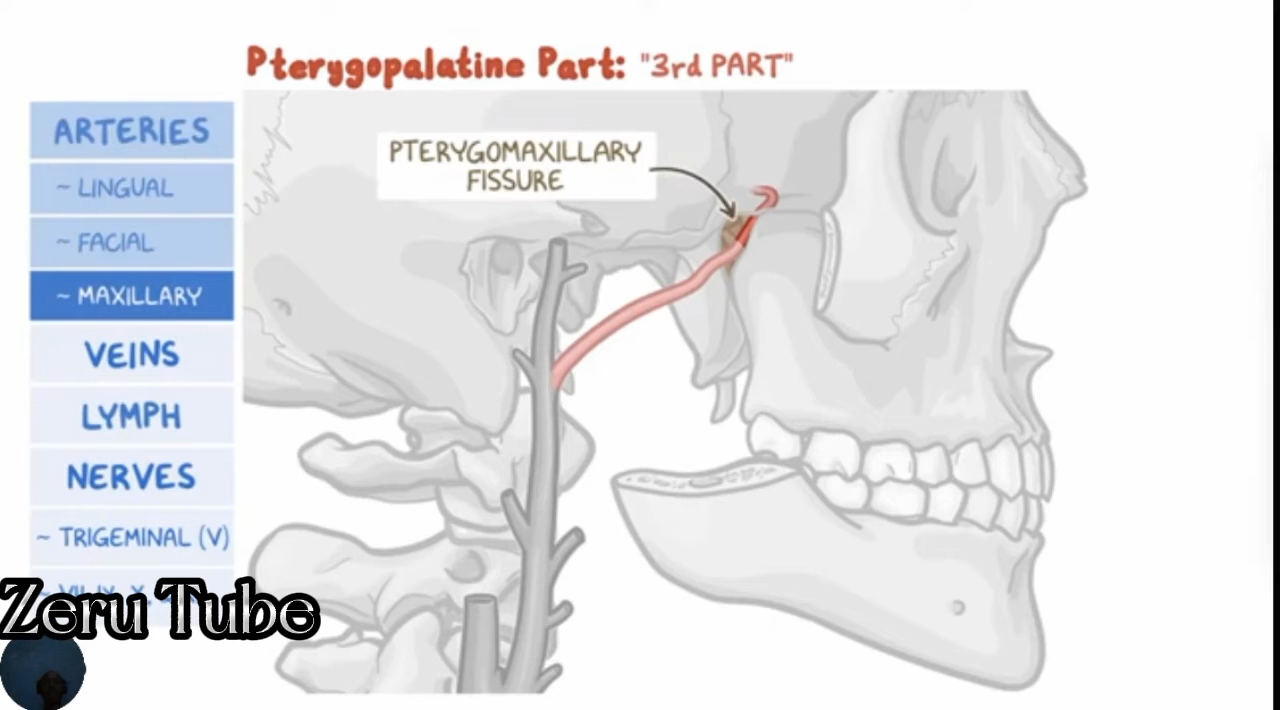 Pterygopalatine Part: "3rd PART"
ARTERIES
~ LINGUAL
~ FACIAL
~ MAXILLARY
VEINS
LYMPH
NERVES
~ TRIGEMINAL (V)
PTERYGOMAXILLARY
FISSURE
Zeru Tube